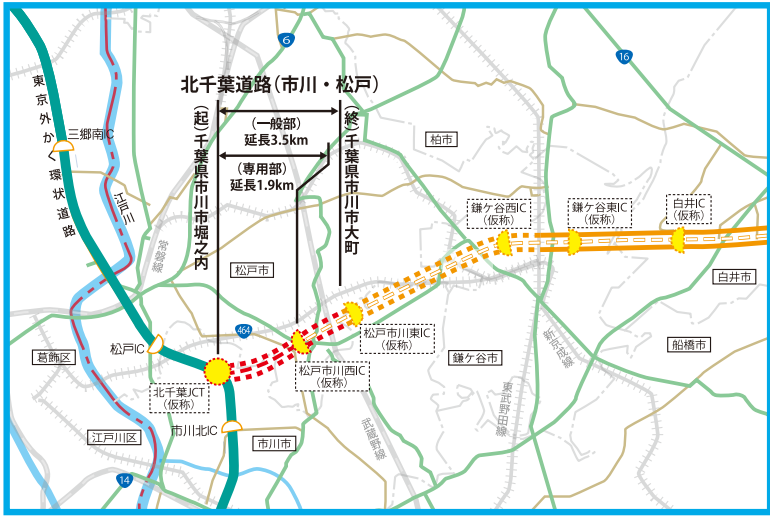 北千葉道路（市川・松戸）
（一般部）
延長3.5km
（専用部）
延長1.9km
（起）千葉県市川市堀之内
（終）千葉県市川市大町
6
16
東京外かく環状道路
三郷南IC
江戸川
常磐線
柏市
鎌ケ谷西IC
（仮称）
鎌ケ谷東IC
（仮称）
白井IC
（仮称）
松戸市
白井市
464
松戸IC
松戸市川東IC
（仮称）
新京成線
船橋市
葛飾区
鎌ケ谷市
松戸市川西IC
（仮称）
北千葉JCT
（仮称）
東武野田線
武蔵野線
市川北IC
江戸川区
市川市
14